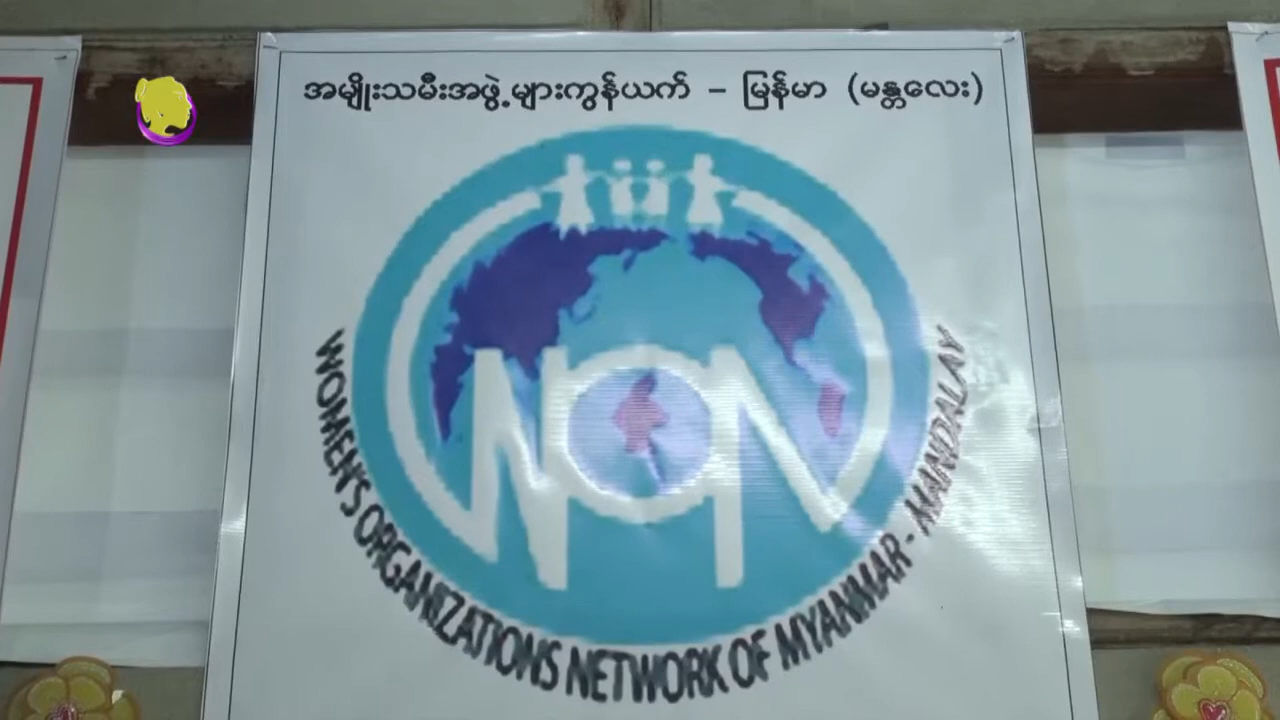 အမျိုးသမီးအဖွဲ့များကွန်ယက် – မြန်မာ (မန္တလေး)
WON
WOMEN'S ORGANIZATIONS NETWORK OF MYANMAR - MANDALAY